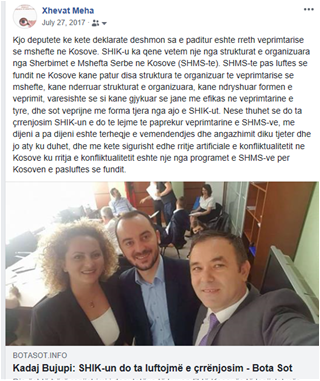 Xhevat Meha
July 27, 2017 ·
Kjo deputete ke kete deklarate deshmon sa e paditur eshte rreth veprimtarise
se mshefte ne Kosove. SHIK-u ka qene vetem nje nga strukturat e organizuara
nga Sherbimet e Mshefta Serbe ne Kosove (SHMS-te). SHMS-te pas luftes se
fundit ne Kosove kane patur disa struktura te organizuar te veprimtarise se
mshefte, kane nderruar strukturat e organizuara, kane ndryshuar formen e
veprimit, varesishte se si kane gjykuar se jane me efikas ne veprimtarine e
tyre, dhe sot veprijne me forma tjera nga ajo e SHIK-ut. Nese thuhet se do ta
çrrenjosim SHIK-un e do te lejme te paprekur veprimtarine e SHMS-ve, me
dijeni a pa dijeni eshte terheqje e vemendendjes dhe angazhimit diku tjeter dhe
jo aty ku duhet, dhe me kete sigurisht edhe rritje artificiale e konfliktualitetit ne
Kosove ku rritja e konfliktualitetit eshte nje nga programet e SHMS-ve per
Kosoven e pasluftes se fundit.
BOTASOT.INFO
Kadaj Bujupi: SHIK-un do ta luftojmë e çrrënjosim - Bota Sot